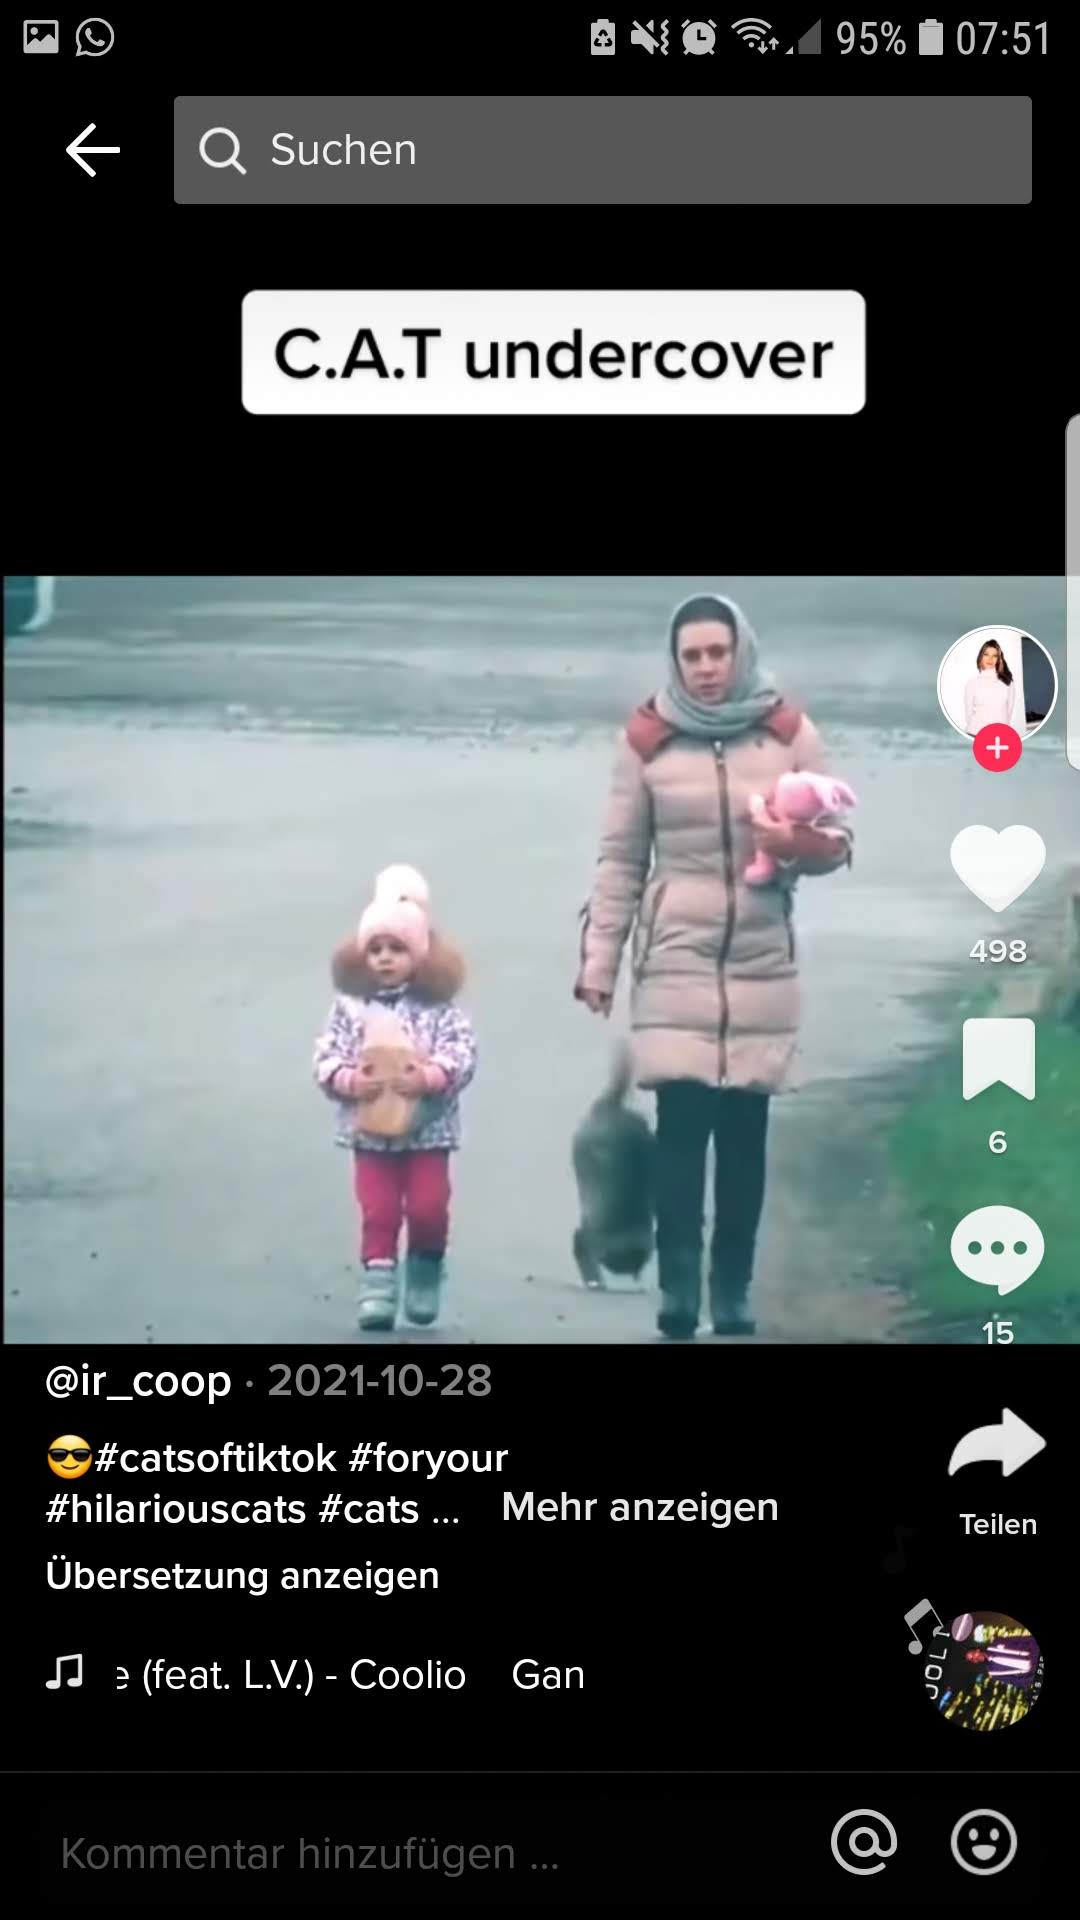 95% 07:51
Suchen
C.A.T undercover
498
6
15
@ir_coop · 2021-10-28
😎#catsoftiktok #foryour
#hilariouscats #cats ... Mehr anzeigen
Übersetzung anzeigen
Teilen
e (feat. L.V.) - Coolio Gan
Kommentar hinzufügen ...